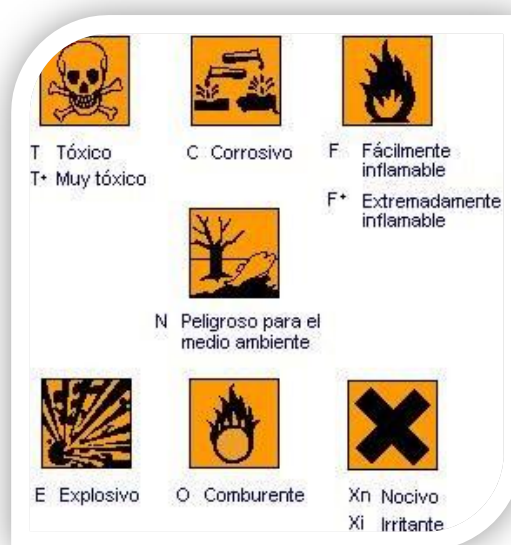 T Tóxico
T+ Muy tóxico
C Corrosivo
F Fácilmente
inflamable
F+ Extremadamente
inflamable
N Peligroso para el
medio ambiente
E Explosivo
O Comburente
Xn Nocivo
Xi Irritante